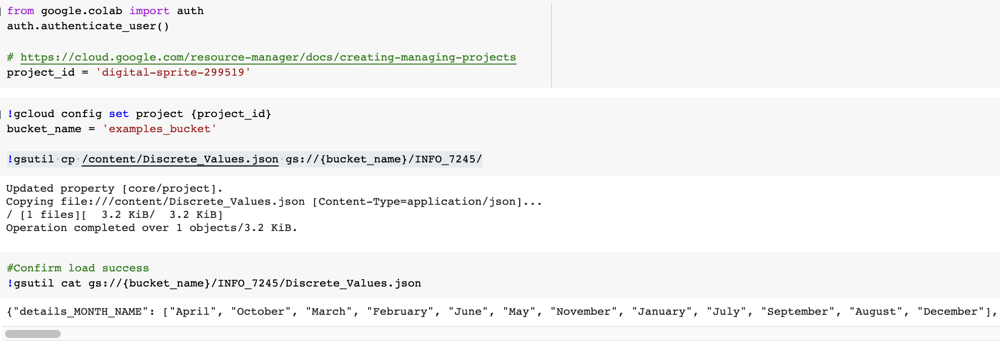 from google.colab import auth
auth.authenticate_user()
# https://cloud.google.com/resource-manager/docs/creating-managing-projects
project_id = 'digital-sprite-299519'
!gcloud config set project {project_id}
bucket_name = 'examples_bucket'
!gsutil cp /content/Discrete_Values.json gs://{bucket_name}/INFO_7245/
Updated property [core/project].
Copying file:///content/Discrete_Values.json [Content-Type=application/json]...
/ [1 files][  3.2 KiB/  3.2 KiB]
Operation completed over 1 objects/3.2 KiB.
#Confirm load success
!gsutil cat gs://{bucket_name}/INFO_7245/Discrete_Values.json
{"details_MONTH_NAME": ["April", "October", "March", "February", "June", "May", "November", "January", "July", "September", "August", "December"],